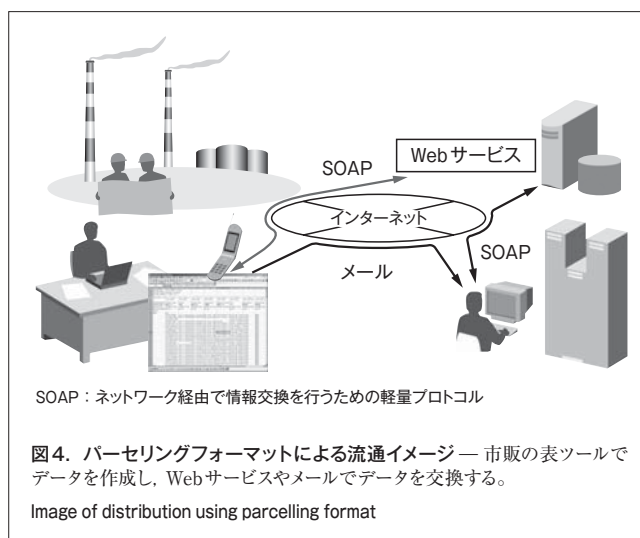 SOAP
Webサービス
インターネット
SOAP
メール
SOAP：ネットワーク経由で情報交換を行うための軽量プロトコル
図4．パーセリングフォーマットによる流通イメージ ― 市販の表ツールで
データを作成し，Webサービスやメールでデータを交換する。
Image of distribution using parcelling format